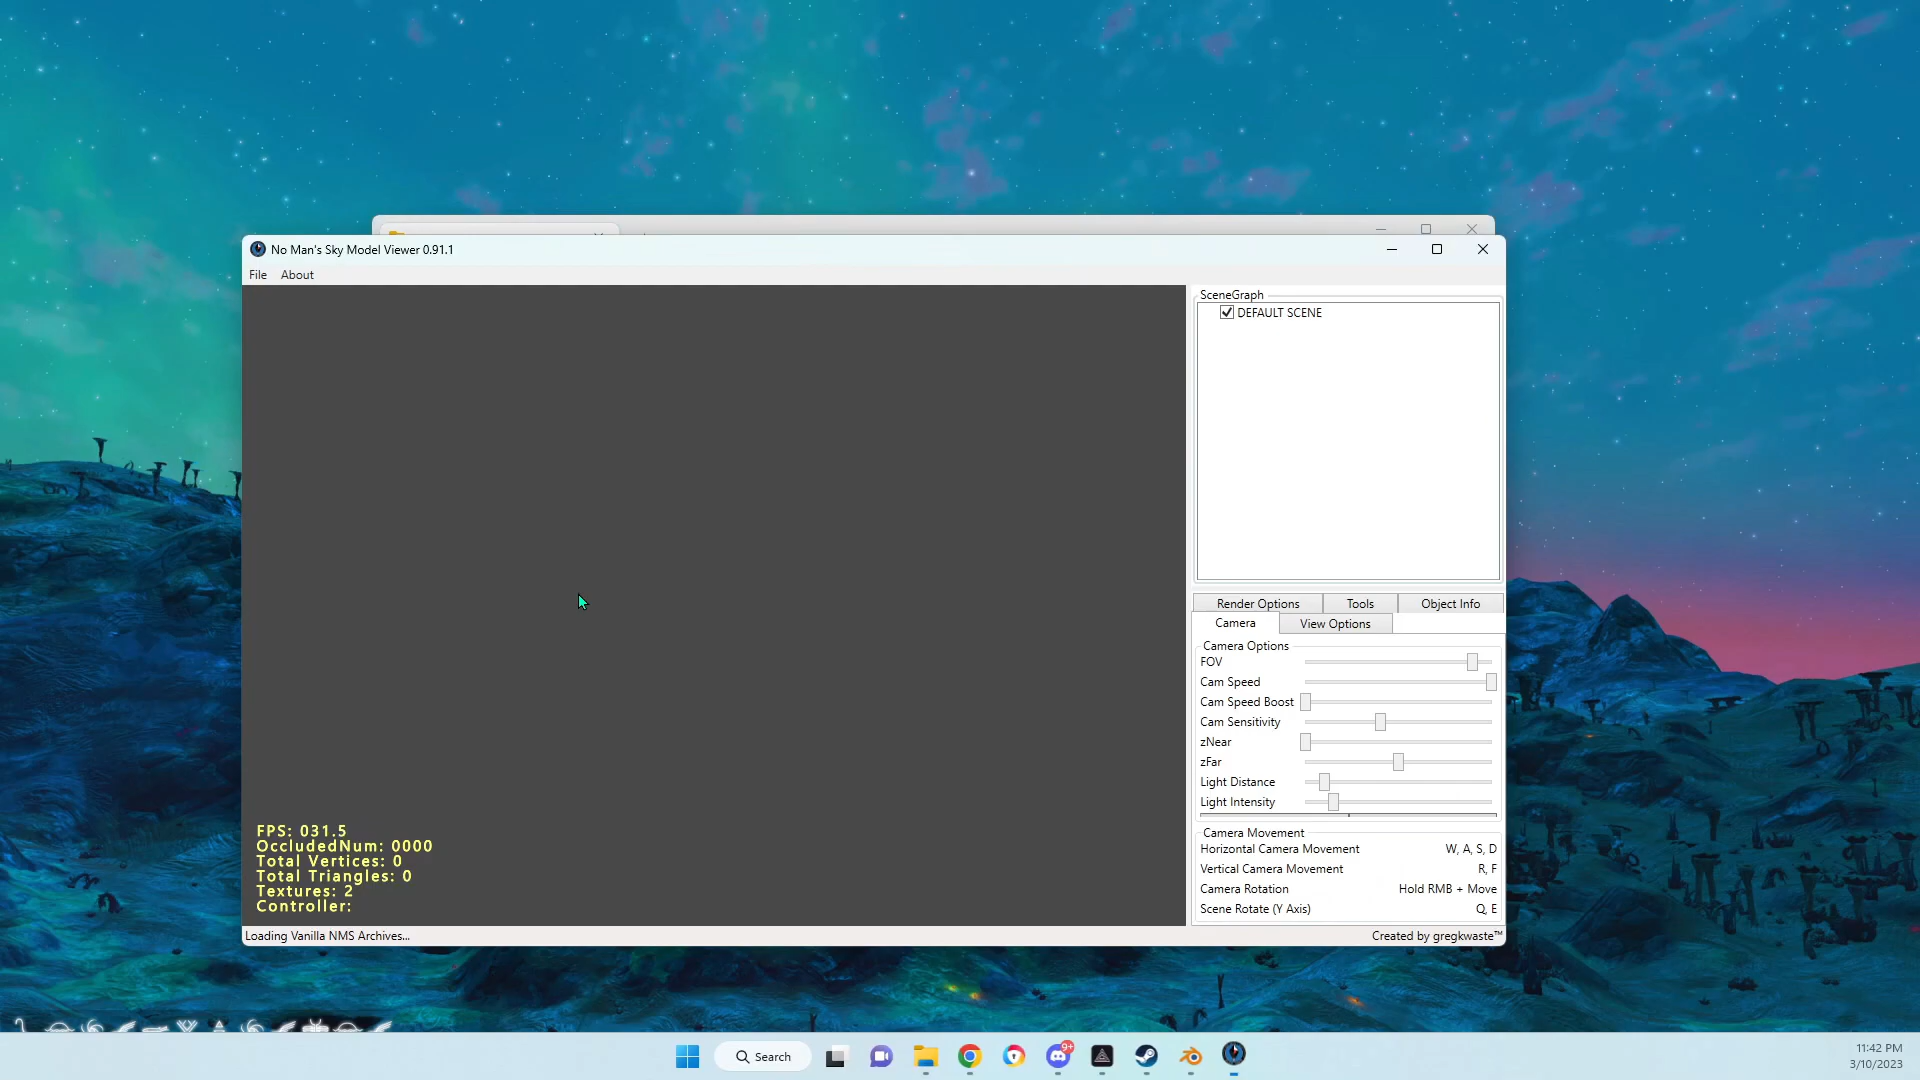 No Man's Sky Model Viewer 0.91.1
File About
SceneGraph
DEFAULT SCENE
Render Options Tools Object Info
Camera View Options
Camera Options
FOV
Cam Speed
Cam Speed Boost
Cam Sensitivity
zNear
zFar
Light Distance
Light Intensity
Camera Movement
Horizontal Camera Movement W, A, S, D
Vertical Camera Movement R, F
Camera Rotation Hold RMB + Move
Scene Rotate (Y Axis) Q, E
FPS: 031.5
OccludedNum: 0000
Total Vertices: 0
Total Triangles: 0
Textures: 2
Controller:
Loading Vanilla NMS Archives... Created by gregkwaste™
Search
9+
11:42 PM
3/10/2023